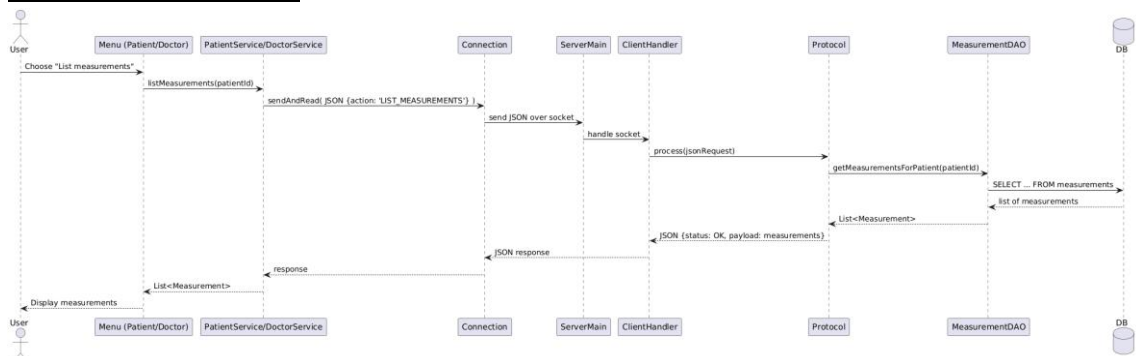 User
Menu (Patient/Doctor)
PatientService/DoctorService
Connection
ServerMain
ClientHandler
Protocol
MeasurementDAO
DB
Choose "List measurements"
listMeasurements(patientId)
sendAndRead( JSON {action: 'LIST_MEASUREMENTS'} )
send JSON over socket
handle socket
process(jsonRequest)
getMeasurementsForPatient(patientId)
SELECT ... FROM measurements
list of measurements
List<Measurement>
JSON {status: OK, payload: measurements}
JSON response
response
List<Measurement>
Display measurements
User
Menu (Patient/Doctor)
PatientService/DoctorService
Connection
ServerMain
ClientHandler
Protocol
MeasurementDAO
DB